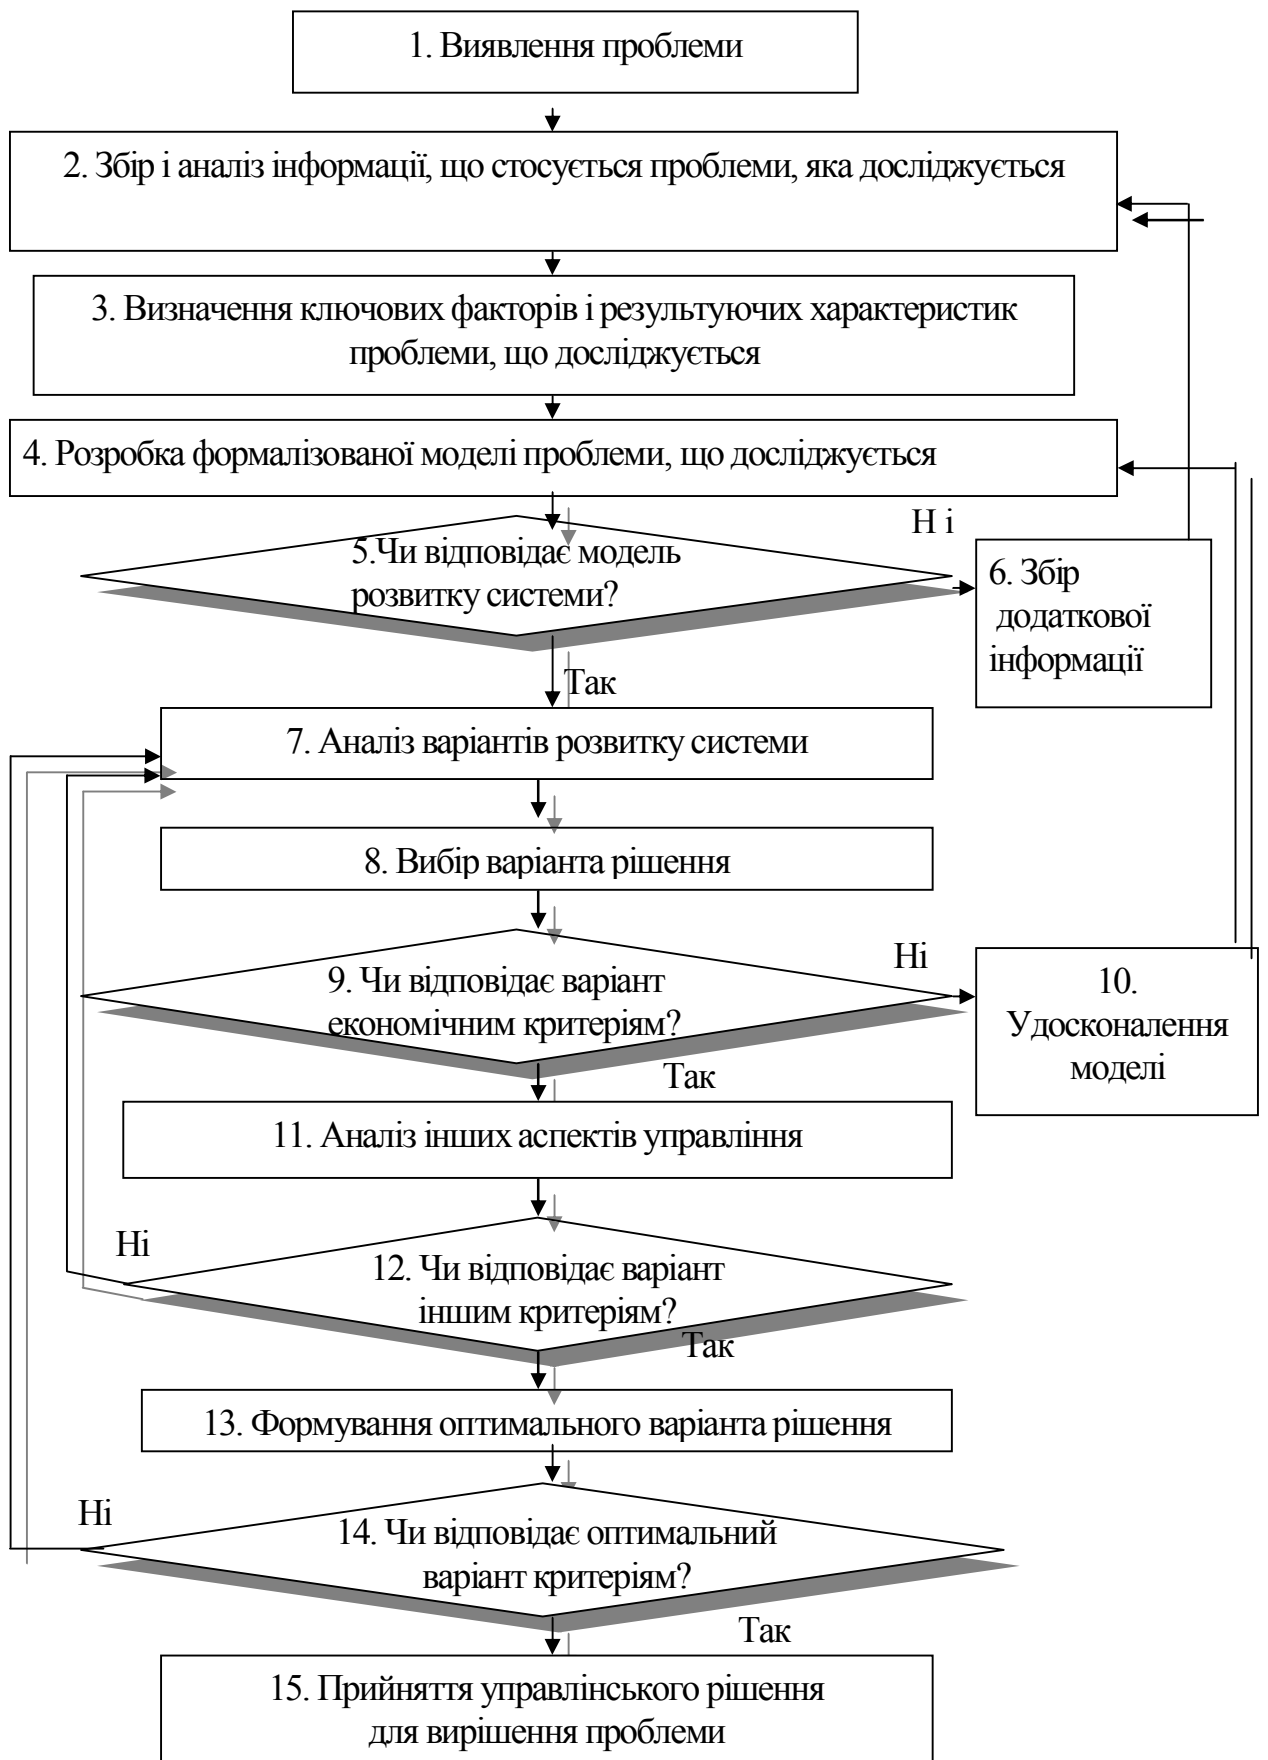 1. Виявлення проблеми
2. Збір і аналіз інформації, що стосується проблеми, яка досліджується
3. Визначення ключових факторів і результуючих характеристик
проблеми, що досліджується
4. Розробка формалізованої моделі проблеми, що досліджується
Н і
5.Чи відповідає модель
розвитку системи?
6. Збір
додаткової
інформації
Так
7. Аналіз варіантів розвитку системи
8. Вибір варіанта рішення
Ні
9. Чи відповідає варіант
економічним критеріям?
10.
Удосконалення
моделі
Так
11. Аналіз інших аспектів управління
Ні
12. Чи відповідає варіант
іншим критеріям?
Так
13. Формування оптимального варіанта рішення
Ні
14. Чи відповідає оптимальний
варіант критеріям?
Так
15. Прийняття управлінського рішення
для вирішення проблеми